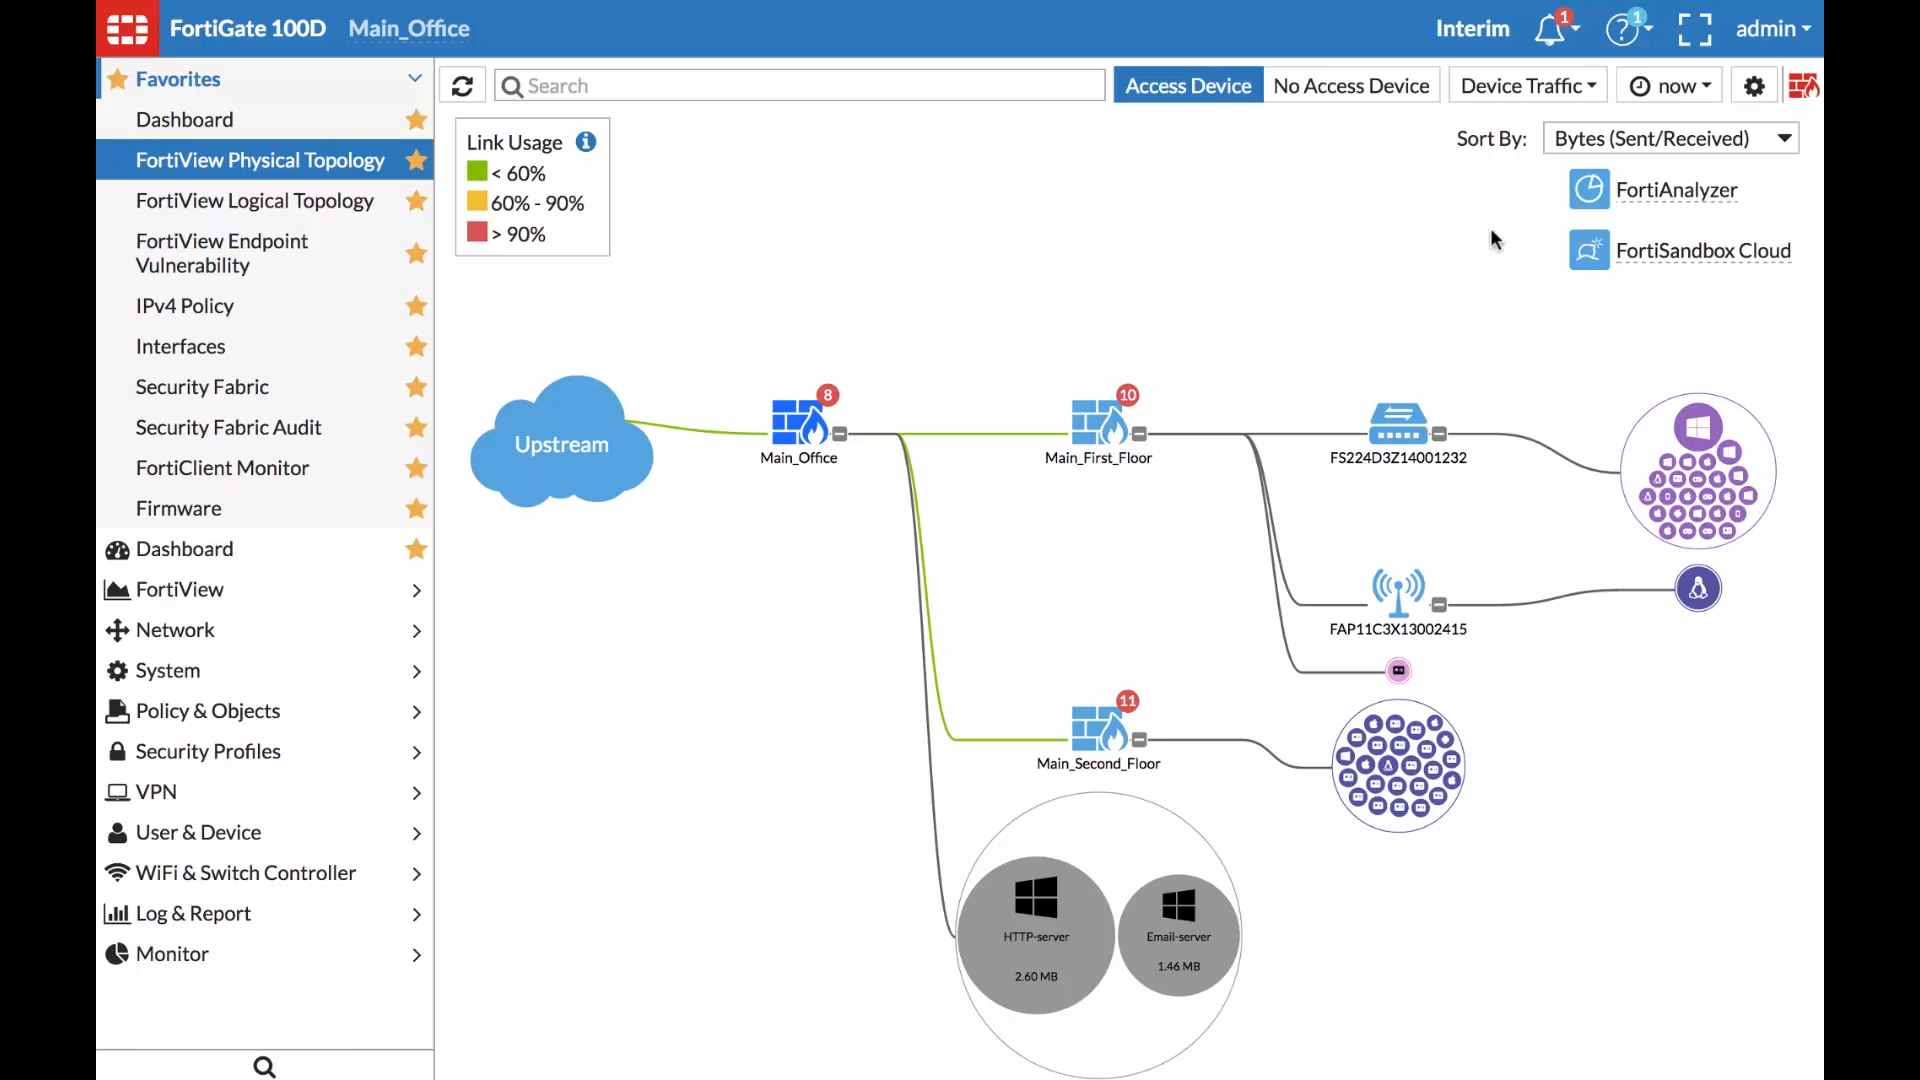 FortiGate 100D
Main_Office
Interim
1
?
1
admin
Favorites
Dashboard
FortiView Physical Topology
FortiView Logical Topology
FortiView Endpoint
Vulnerability
IPv4 Policy
Interfaces
Security Fabric
Security Fabric Audit
FortiClient Monitor
Firmware
Dashboard
FortiView
Network
System
Policy & Objects
Security Profiles
VPN
User & Device
WiFi & Switch Controller
Log & Report
Monitor
Search
Access Device
No Access Device
Device Traffic
now
Link Usage
< 60%
60% - 90%
> 90%
Sort By:
Bytes (Sent/Received)
FortiAnalyzer
FortiSandbox Cloud
Upstream
8
Main_Office
10
Main_First_Floor
FS224D3Z14001232
FAP11C3X13002415
11
Main_Second_Floor
HTTP-server
2.60 MB
Email-server
1.46 MB